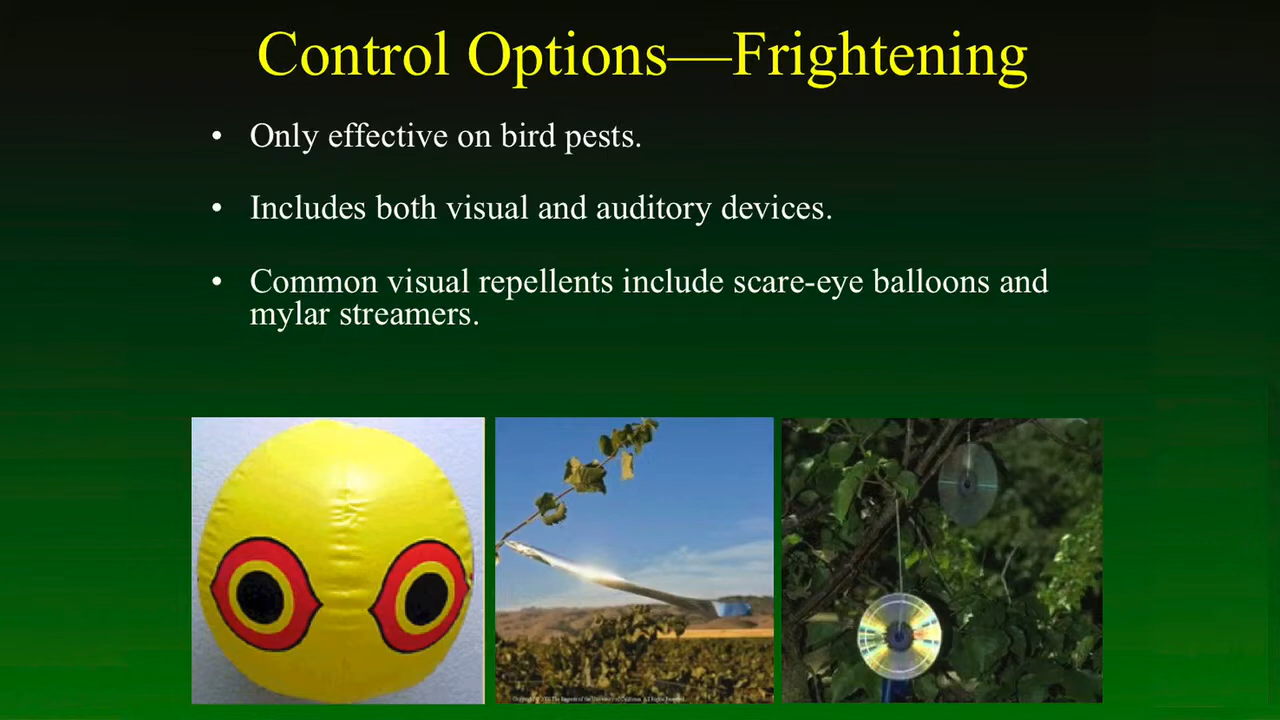 Control Options—Frightening
• Only effective on bird pests.
• Includes both visual and auditory devices.
• Common visual repellents include scare-eye balloons and
mylar streamers.